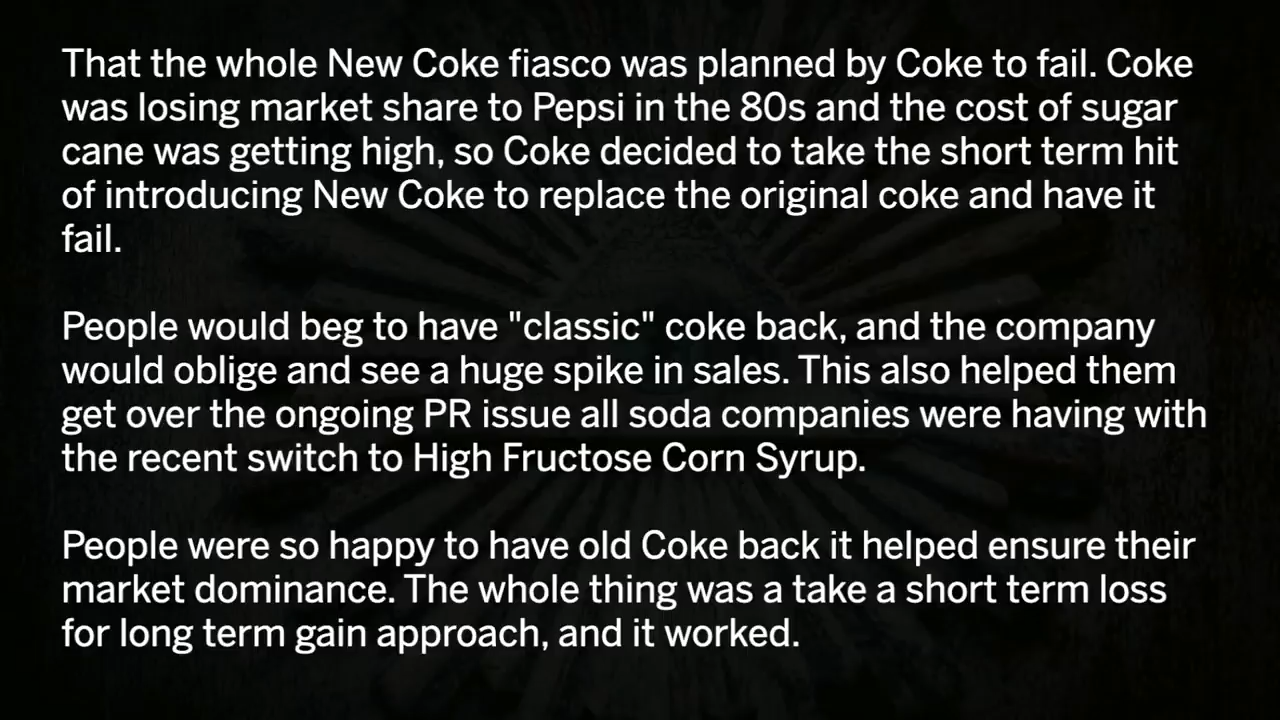 That the whole New Coke fiasco was planned by Coke to fail. Coke
was losing market share to Pepsi in the 80s and the cost of sugar
cane was getting high, so Coke decided to take the short term hit
of introducing New Coke to replace the original coke and have it
fail.
People would beg to have "classic" coke back, and the company
would oblige and see a huge spike in sales. This also helped them
get over the ongoing PR issue all soda companies were having with
the recent switch to High Fructose Corn Syrup.
People were so happy to have old Coke back it helped ensure their
market dominance. The whole thing was a take a short term loss
for long term gain approach, and it worked.